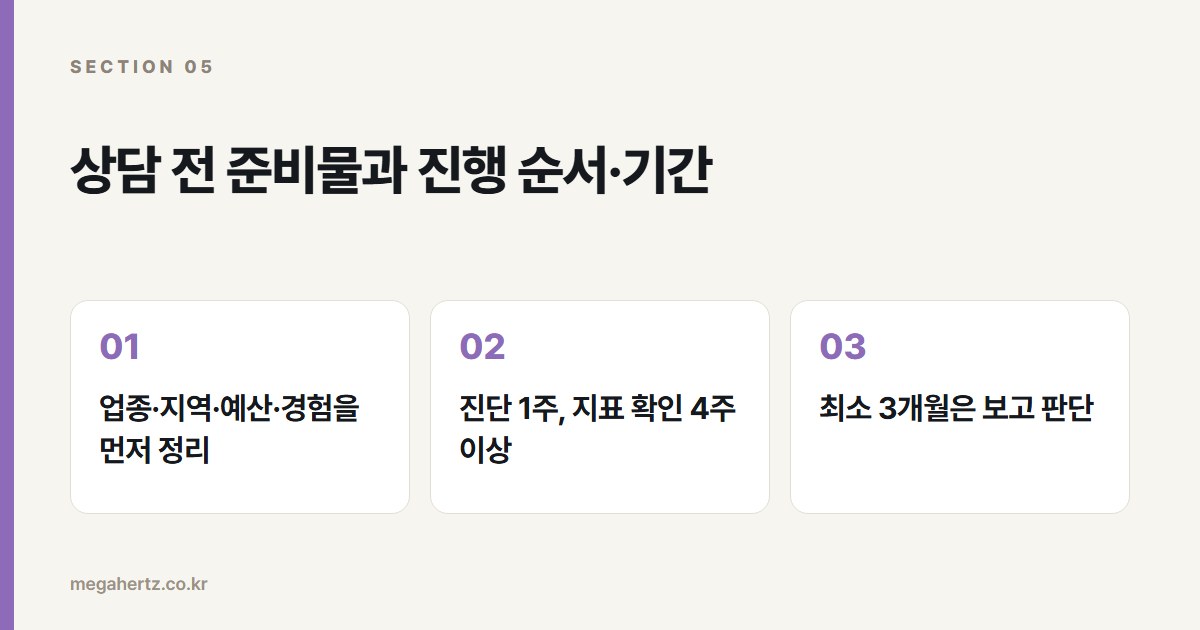 SECTION 05
상담 전 준비물과 진행 순서·기간
01
업종·지역·예산·경험을
먼저 정리
02
진단 1주, 지표 확인 4주
이상
03
최소 3개월은 보고 판단
megahertz.co.kr